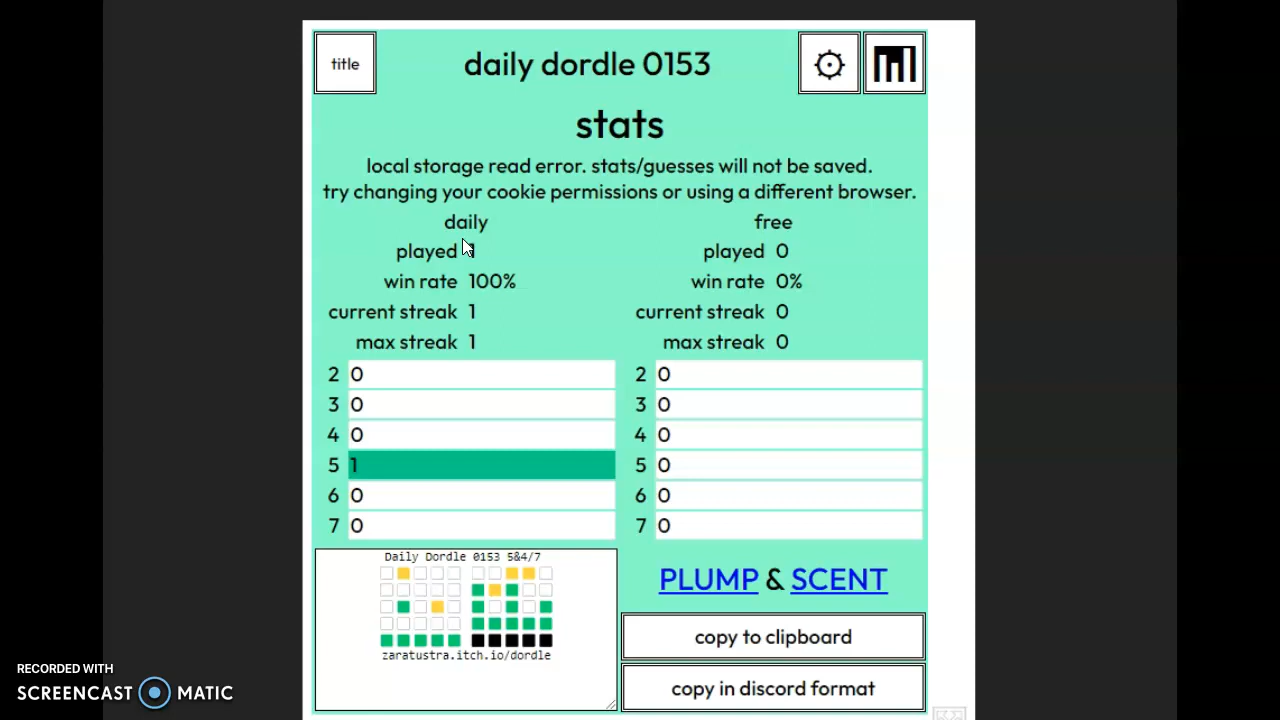 title
daily dordle 0153
stats
local storage read error. stats/guesses will not be saved.
try changing your cookie permissions or using a different browser.
daily
free
played 1
played 0
win rate 100%
win rate 0%
current streak 1
current streak 0
max streak 1
max streak 0
2 0
2 0
3 0
3 0
4 0
4 0
5 1
5 0
6 0
6 0
7 0
7 0
Daily Dordle 0153 5&4/7
zaratustra.itch.io/dordle
PLUMP & SCENT
copy to clipboard
copy in discord format
RECORDED WITH
SCREENCAST MATIC